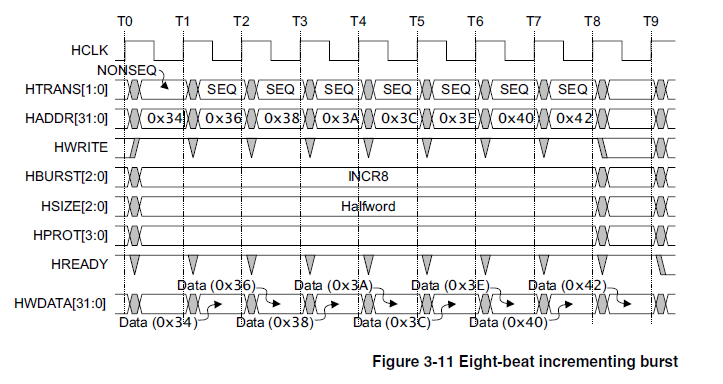 T0 T1 T2 T3 T4 T5 T6 T7 T8 T9
HCLK
NONSEQ
HTRANS[1:0] SEQ SEQ SEQ SEQ SEQ SEQ SEQ
HADDR[31:0] 0x34 0x36 0x38 0x3A 0x3C 0x3E 0x40 0x42
HWRITE
HBURST[2:0] INCR8
HSIZE[2:0] Halfword
HPROT[3:0]
HREADY
Data (0x36) Data (0x3A) Data (0x3E) Data (0x42)
HWDATA[31:0]
Data (0x34) Data (0x38) Data (0x3C) Data (0x40)
Figure 3-11 Eight-beat incrementing burst